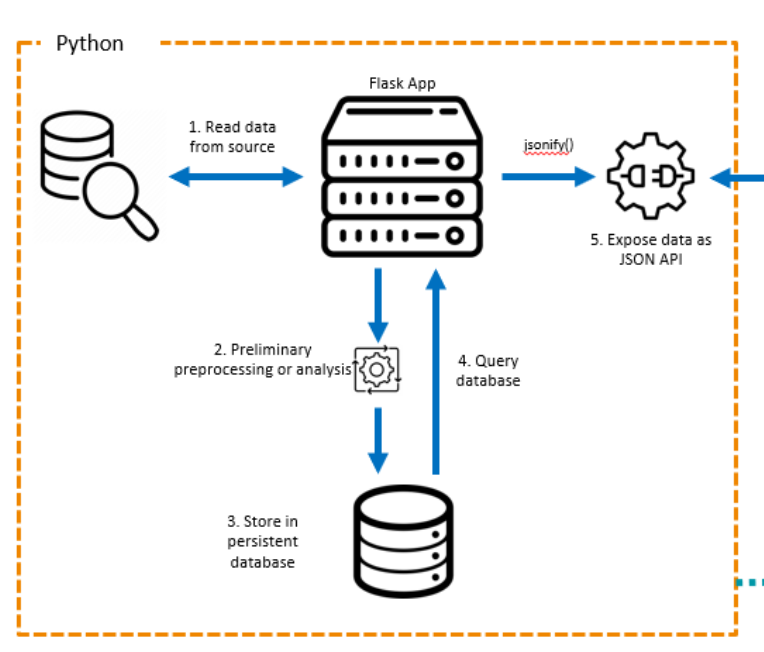 Python
Flask App
1. Read data
from source
jsonify()
5. Expose data as
JSON API
2. Preliminary
preprocessing or analysis
4. Query
database
3. Store in
persistent
database